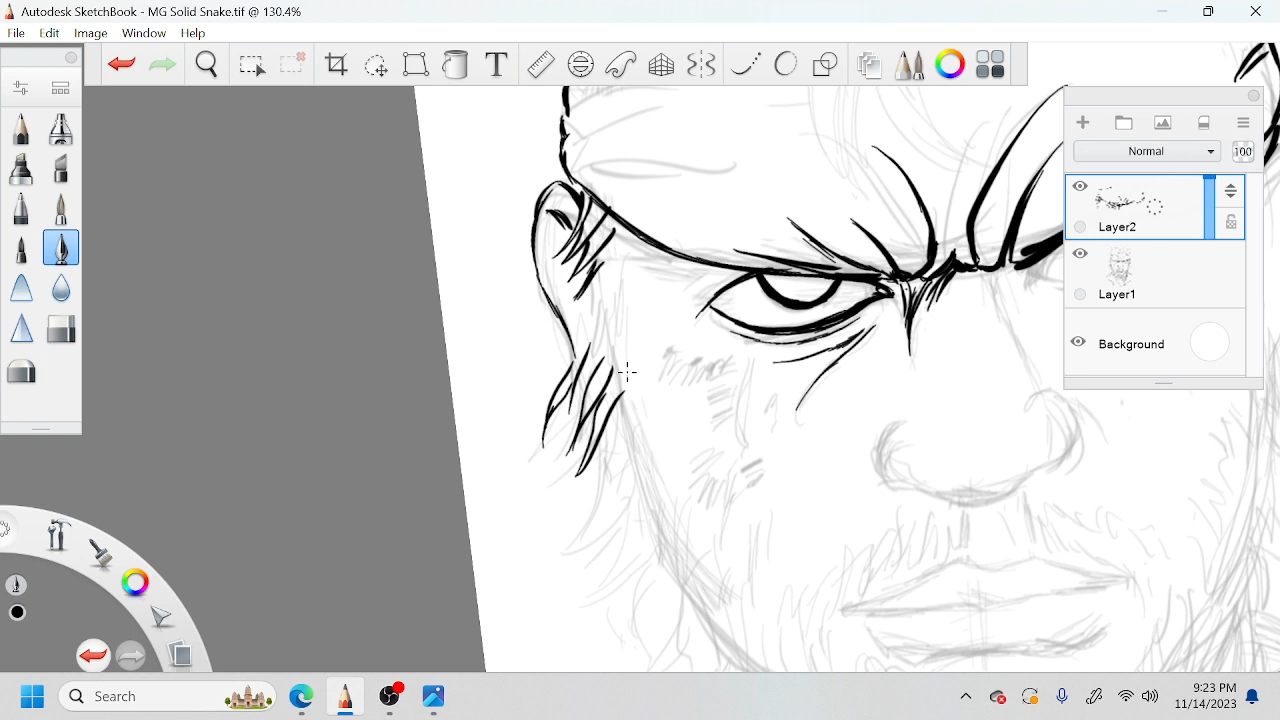 Autodesk SketchBook - MG Solid Snake.tif @ 130.4%
File Edit Image Window Help
T
Normal
100
Layer2
Layer1
Background
Search
9:23 PM
11/14/2023